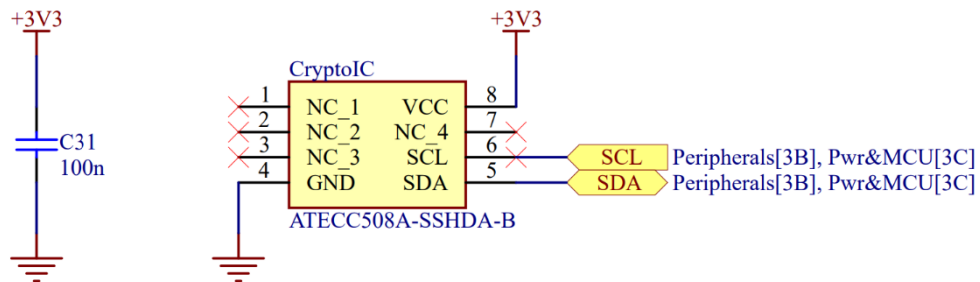 +3V3
+3V3
CryptoIC
1 NC_1 VCC 8
2 NC_2 NC_4 7
3 NC_3 SCL 6 SCL Peripherals[3B], Pwr&MCU[3C]
4 GND SDA 5 SDA Peripherals[3B], Pwr&MCU[3C]
C31
100n
ATECC508A-SSHDA-B